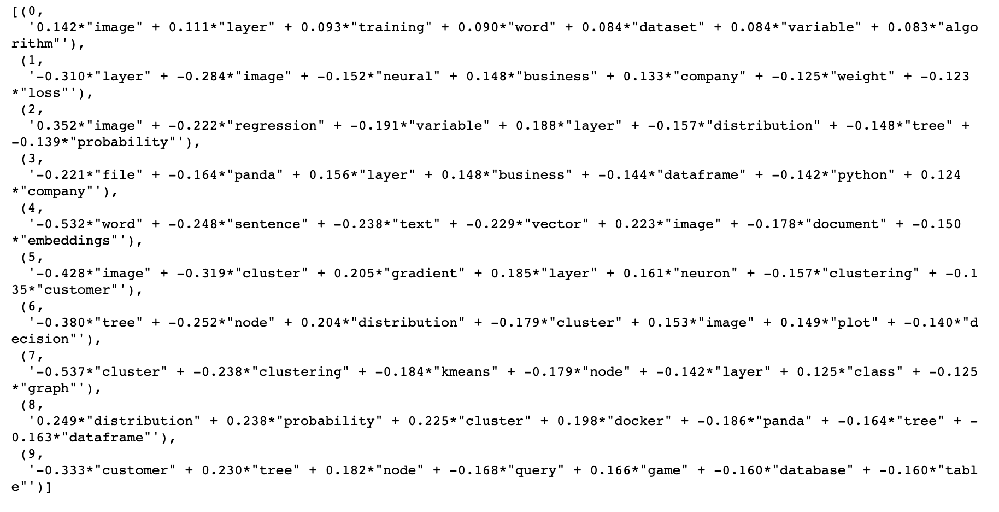 [(0,
'0.142*"image" + 0.111*"layer" + 0.093*"training" + 0.090*"word" + 0.084*"dataset" + 0.084*"variable" + 0.083*"algo
rithm"'),
(1,
'-0.310*"layer" + -0.284*"image" + -0.152*"neural" + 0.148*"business" + 0.133*"company" + -0.125*"weight" + -0.123
*"loss"'),
(2,
'0.352*"image" + -0.222*"regression" + -0.191*"variable" + 0.188*"layer" + -0.157*"distribution" + -0.148*"tree" +
-0.139*"probability"'),
(3,
'-0.221*"file" + -0.164*"panda" + 0.156*"layer" + 0.148*"business" + -0.144*"dataframe" + -0.142*"python" + 0.124
*"company"'),
(4,
'-0.532*"word" + -0.248*"sentence" + -0.238*"text" + -0.229*"vector" + 0.223*"image" + -0.178*"document" + -0.150
*"embeddings"'),
(5,
'-0.428*"image" + -0.319*"cluster" + 0.205*"gradient" + 0.185*"layer" + 0.161*"neuron" + -0.157*"clustering" + -0.1
35*"customer"'),
(6,
'-0.380*"tree" + -0.252*"node" + 0.204*"distribution" + -0.179*"cluster" + 0.153*"image" + 0.149*"plot" + -0.140*"d
ecision"'),
(7,
'-0.537*"cluster" + -0.238*"clustering" + -0.184*"kmeans" + -0.179*"node" + -0.142*"layer" + 0.125*"class" + -0.125
*"graph"'),
(8,
'0.249*"distribution" + 0.238*"probability" + 0.225*"cluster" + 0.198*"docker" + -0.186*"panda" + -0.164*"tree" + -
0.163*"dataframe"'),
(9,
'-0.333*"customer" + 0.230*"tree" + 0.182*"node" + -0.168*"query" + 0.166*"game" + -0.160*"database" + -0.160*"tabl
e"')]